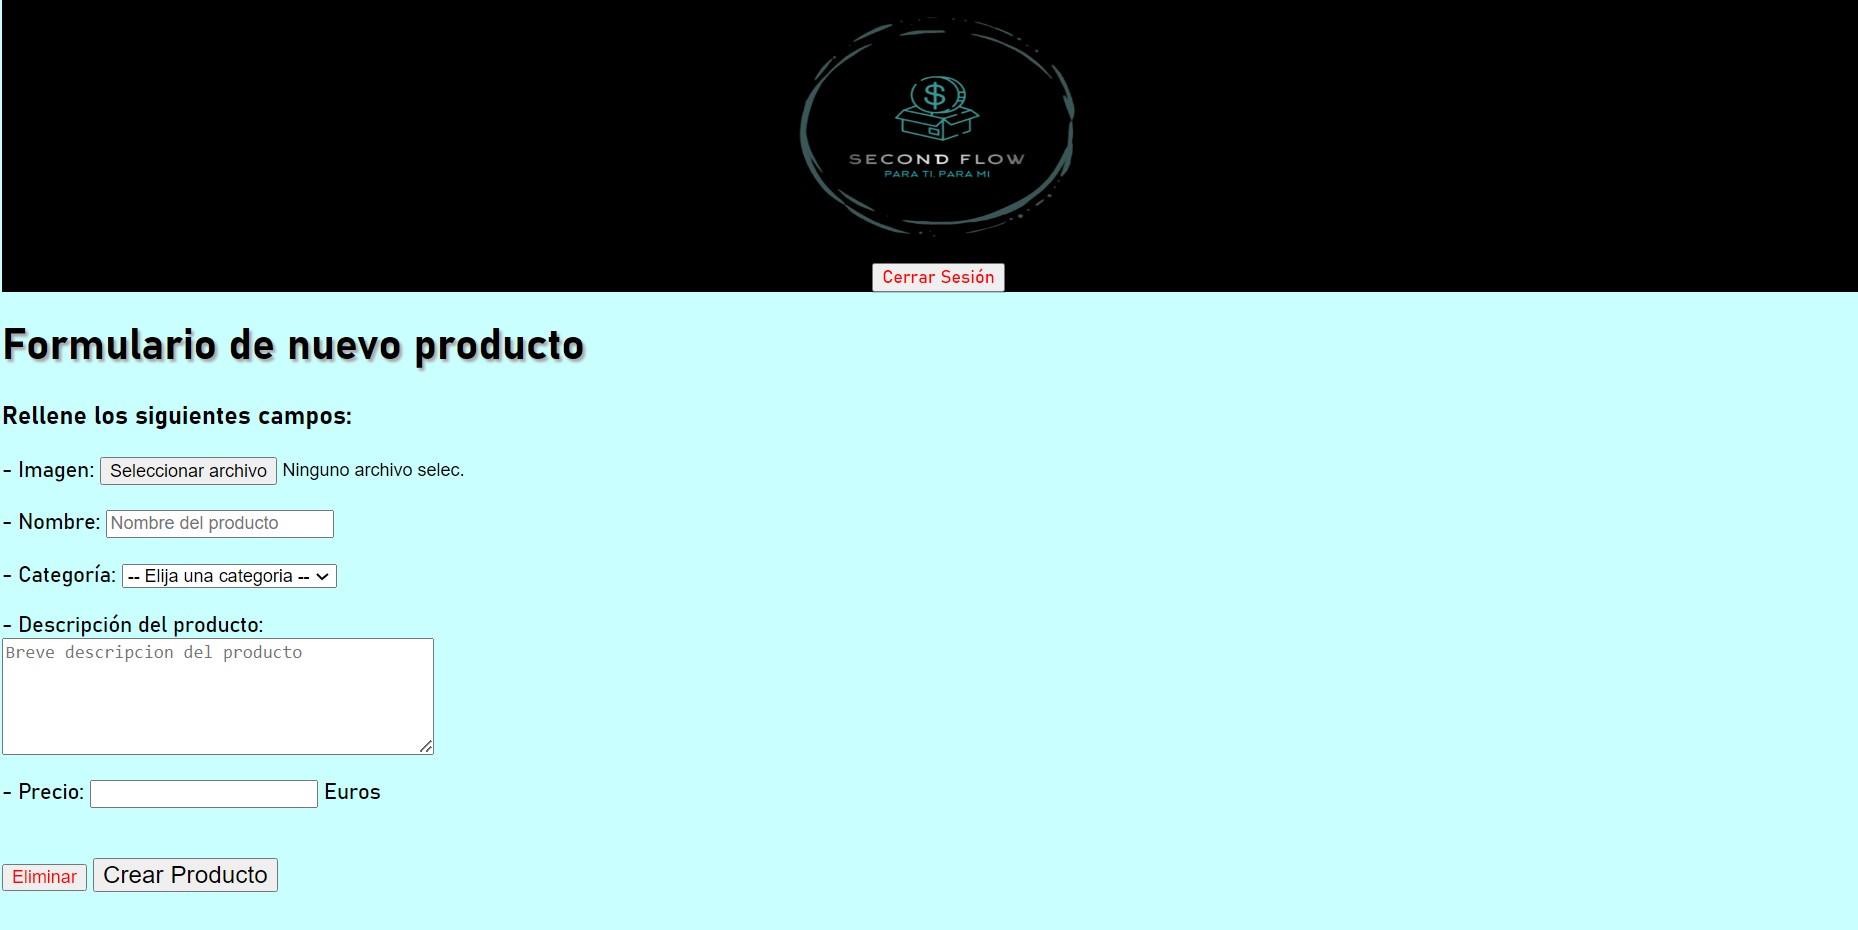 $
SECOND FLOW
PARA TI, PARA MI
Cerrar Sesión
Formulario de nuevo producto
Rellene los siguientes campos:
- Imagen: Seleccionar archivo Ninguno archivo selec.
- Nombre: Nombre del producto
- Categoría: -- Elija una categoria --
- Descripción del producto:
Breve descripcion del producto
- Precio: Euros
Eliminar Crear Producto